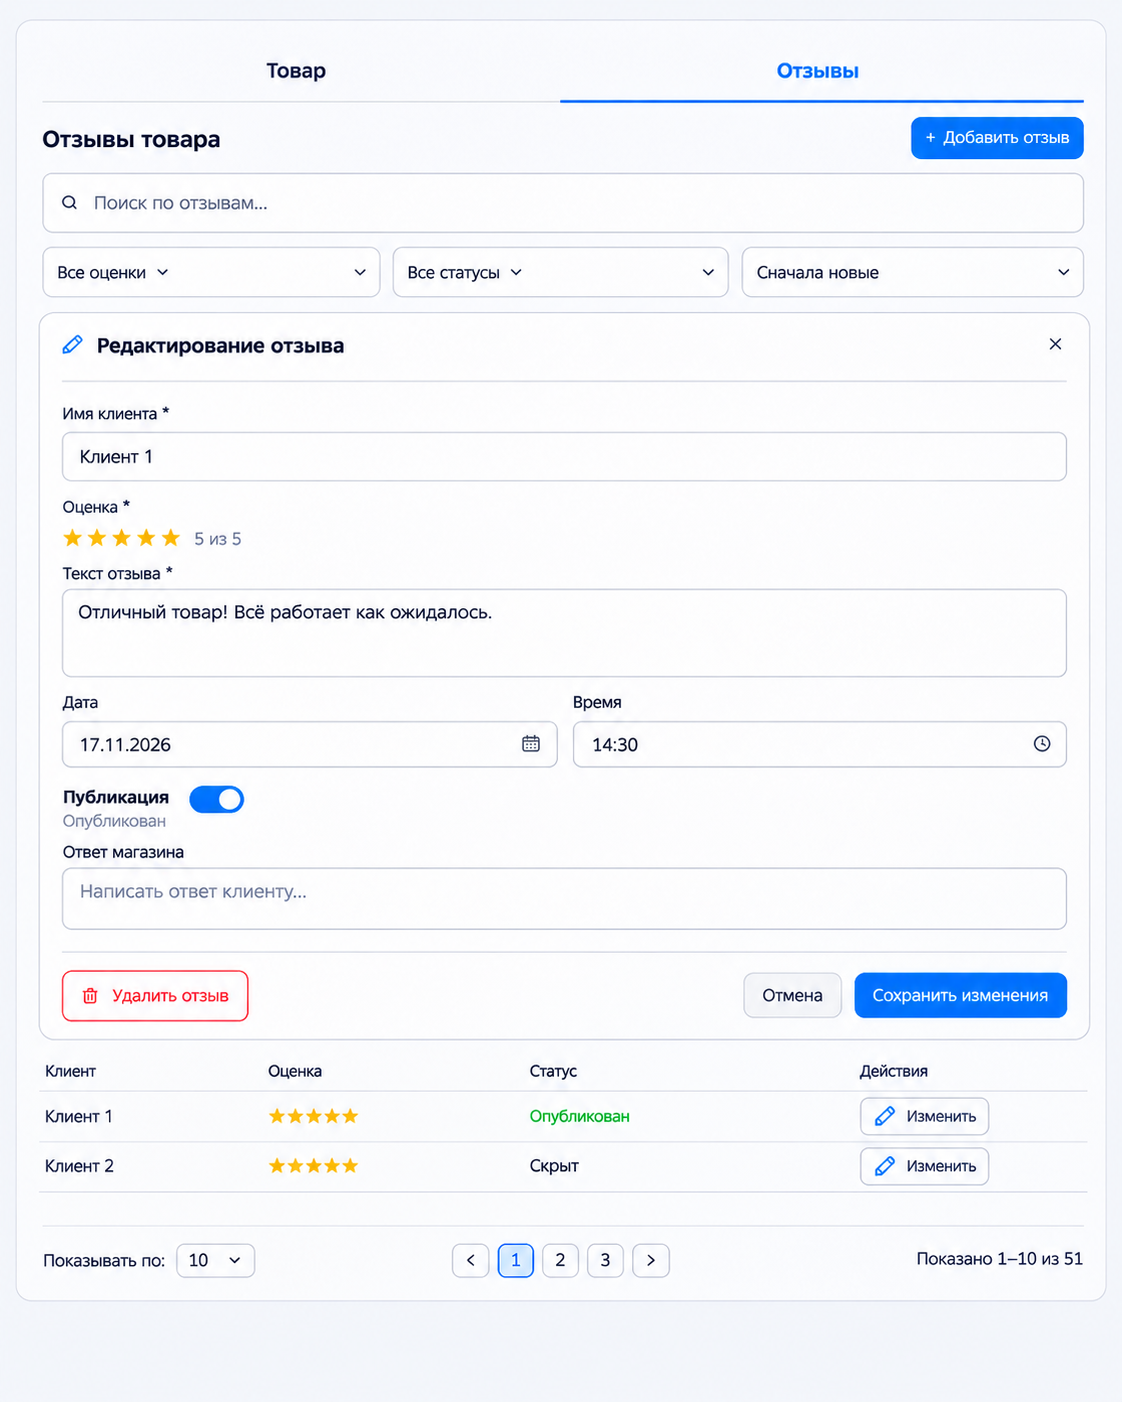 Товар Отзывы
Отзывы товара + Добавить отзыв
Поиск по отзывам...
Все оценки Все статусы Сначала новые
Редактирование отзыва
Имя клиента *
Клиент 1
Оценка *
5 из 5
Текст отзыва *
Отличный товар! Всё работает как ожидалось.
Дата Время
17.11.2026 14:30
Публикация
Опубликован
Ответ магазина
Написать ответ клиенту...
Удалить отзыв Отмена Сохранить изменения
Клиент Оценка Статус Действия
Клиент 1 Опубликован Изменить
Клиент 2 Скрыт Изменить
Показывать по: 10 < 1 2 3 > Показано 1–10 из 51